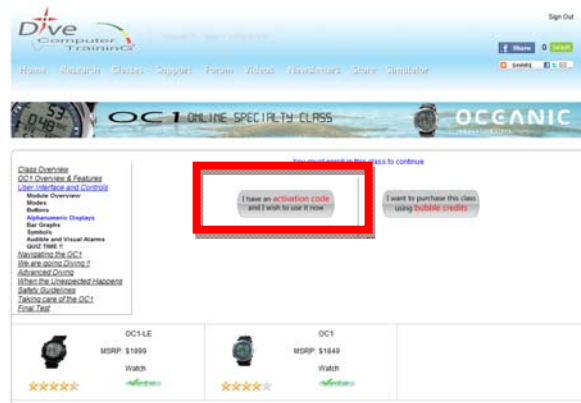 Sign Out
Dive
Computer
Training
Share 0
SHARE
Home Research Classes Support Forum Videos Newsletters Store Simulator
OC1 ONLINE SPECIALTY CLASS
OCEANIC
You must enroll in this class to continue
Class Overview
OC1 Overview & Features
User Interface and Controls
Module Overview
Modes
Buttons
Alphanumeric Displays
Bar Graphs
Symbols
Audible and Visual Alarms
QUIZ TIME !!
Navigating the OC1
We are going Diving !!
Advanced Diving
When the Unexpected Happens
Safety Guidelines
Taking care of the OC1
Final Test
I have an activation code
and I wish to use it now
I want to purchase this class
using bubble credits
OC1-LE
MSRP: $1999
Watch
OC1
MSRP: $1849
Watch